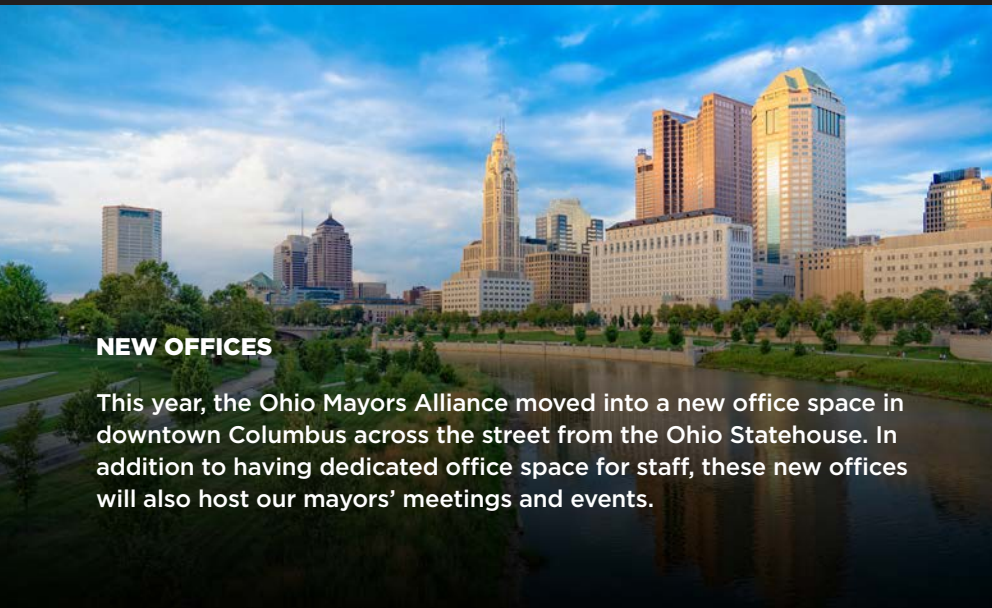 NEW OFFICES
This year, the Ohio Mayors Alliance moved into a new office space in
downtown Columbus across the street from the Ohio Statehouse. In
addition to having dedicated office space for staff, these new offices
will also host our mayors’ meetings and events.